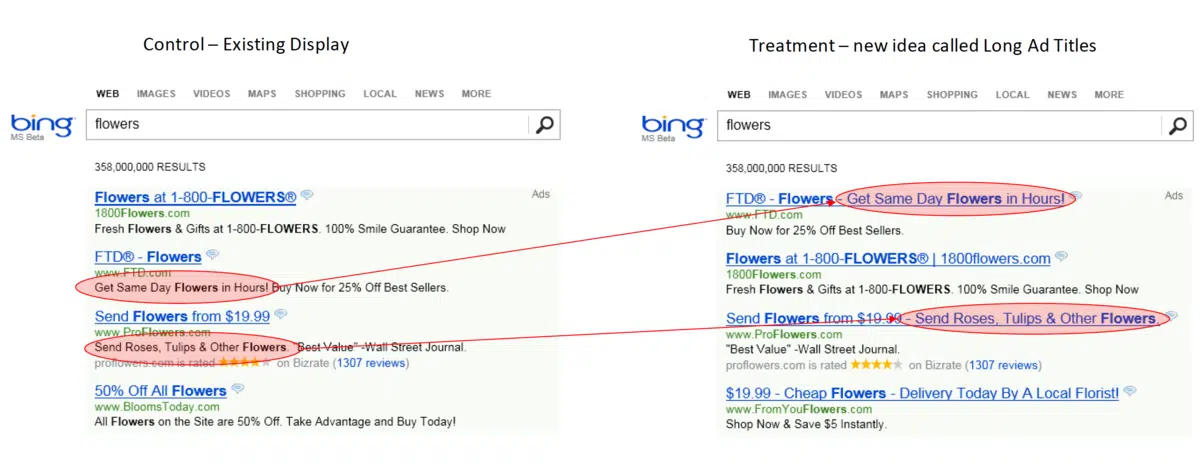 Control – Existing Display
WEB IMAGES VIDEOS MAPS SHOPPING LOCAL NEWS MORE
bing
MS Beta
flowers
358,000,000 RESULTS
Flowers at 1-800-FLOWERS®
Ads
1800Flowers.com
Fresh Flowers & Gifts at 1-800-FLOWERS. 100% Smile Guarantee. Shop Now
FTD® - Flowers
www.FTD.com
Get Same Day Flowers in Hours! Buy Now for 25% Off Best Sellers.
Send Flowers from $19.99
www.ProFlowers.com
Send Roses, Tulips & Other Flowers. "Best Value" -Wall Street Journal.
proflowers.com is rated ★★★★★ on Bizrate (1307 reviews)
50% Off All Flowers
www.BloomsToday.com
All Flowers on the Site are 50% Off. Take Advantage and Buy Today!
Treatment – new idea called Long Ad Titles
WEB IMAGES VIDEOS MAPS SHOPPING LOCAL NEWS MORE
bing
MS Beta
flowers
358,000,000 RESULTS
FTD® - Flowers - Get Same Day Flowers in Hours!
Ads
www.FTD.com
Buy Now for 25% Off Best Sellers.
Flowers at 1-800-FLOWERS® | 1800flowers.com
1800Flowers.com
Fresh Flowers & Gifts at 1-800-FLOWERS. 100% Smile Guarantee. Shop Now
Send Flowers from $19.99 - Send Roses, Tulips & Other Flowers.
www.ProFlowers.com
"Best Value" -Wall Street Journal.
proflowers.com is rated ★★★★★ on Bizrate (1307 reviews)
$19.99 - Cheap Flowers - Delivery Today By A Local Florist!
www.FromYouFlowers.com
Shop Now & Save $5 Instantly.